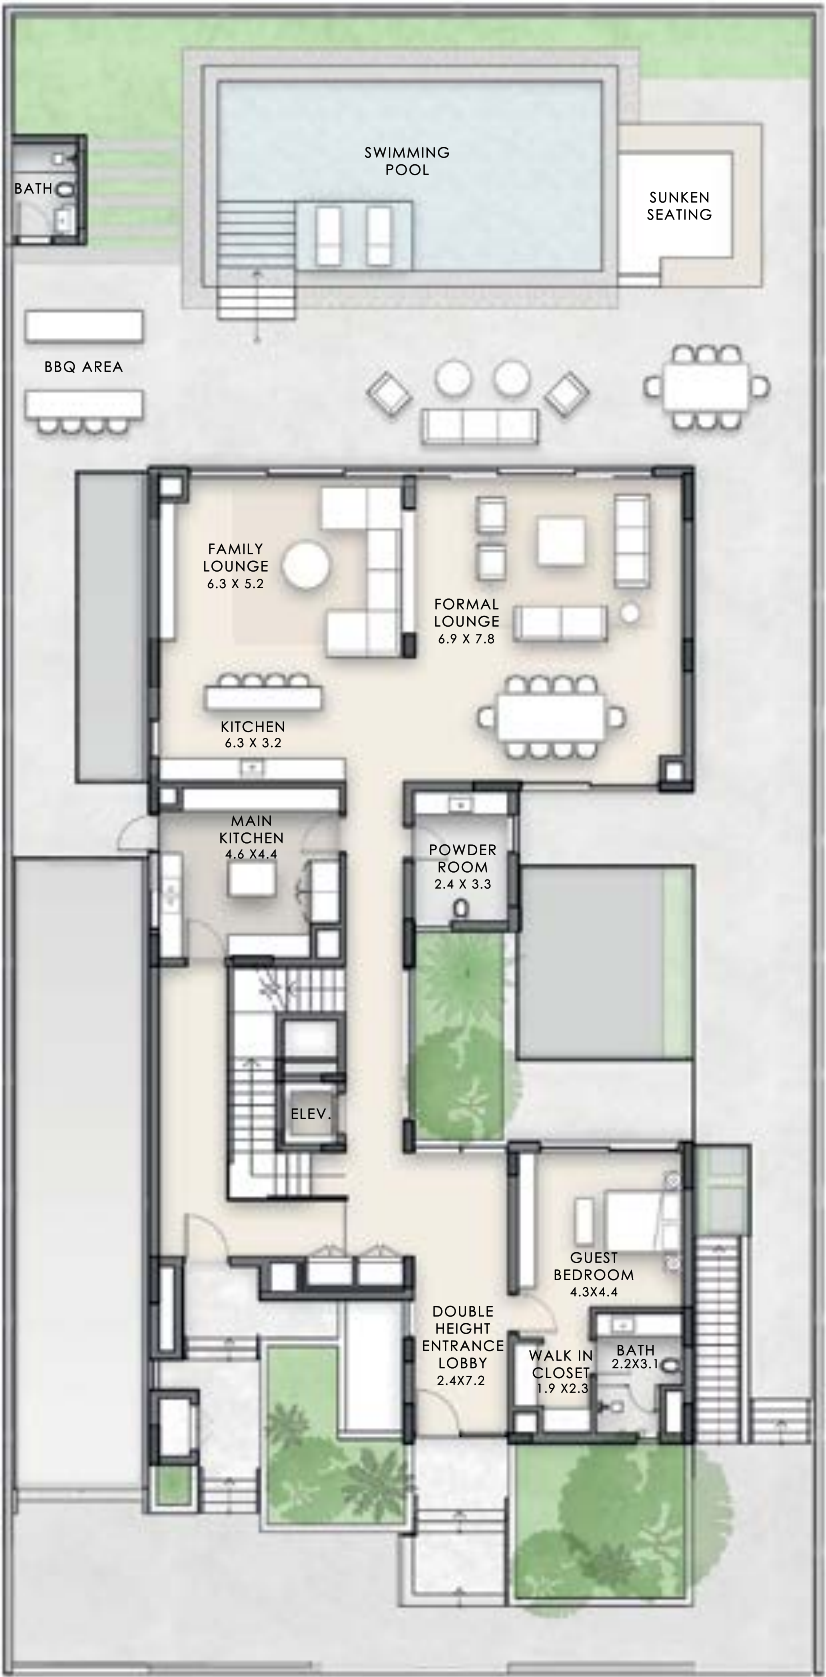 SWIMMING
POOL
BATH
SUNKEN
SEATING
BBQ AREA
FAMILY
LOUNGE
6.3 X 5.2
FORMAL
LOUNGE
6.9 X 7.8
KITCHEN
6.3 X 3.2
MAIN
KITCHEN
4.6 X4.4
POWDER
ROOM
2.4 X 3.3
ELEV.
GUEST
BEDROOM
4.3X4.4
DOUBLE
HEIGHT
ENTRANCE
LOBBY
2.4X7.2
WALK IN
CLOSET
1.9 X2.3
BATH
2.2X3.1